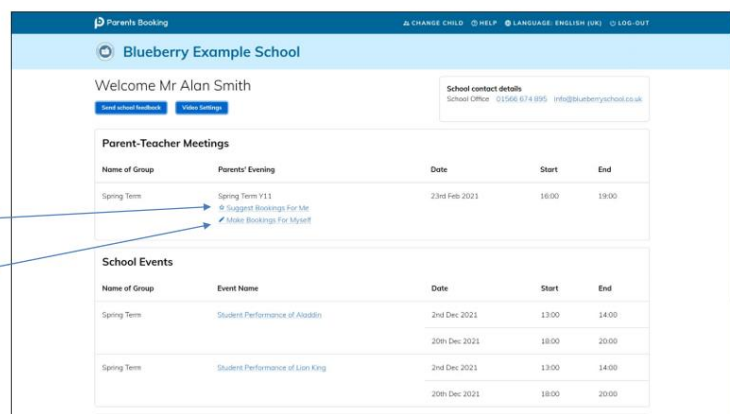 Parents Booking
CHANGE CHILD HELP LANGUAGE: ENGLISH (UK) LOG-OUT
Blueberry Example School
Welcome Mr Alan Smith
Send school feedback Video Settings
School contact details
School Office 01566 674 895 info@blueberryschool.co.uk
Parent-Teacher Meetings
Name of Group Parents' Evening Date Start End
Spring Term Spring Term Y11 23rd Feb 2021 16:00 19:00
Suggest Bookings For Me
Make Bookings For Myself
School Events
Name of Group Event Name Date Start End
Spring Term Student Performance of Aladdin 2nd Dec 2021 13:00 14:00
20th Dec 2021 18:00 20:00
Spring Term Student Performance of Lion King 2nd Dec 2021 13:00 14:00
20th Dec 2021 18:00 20:00